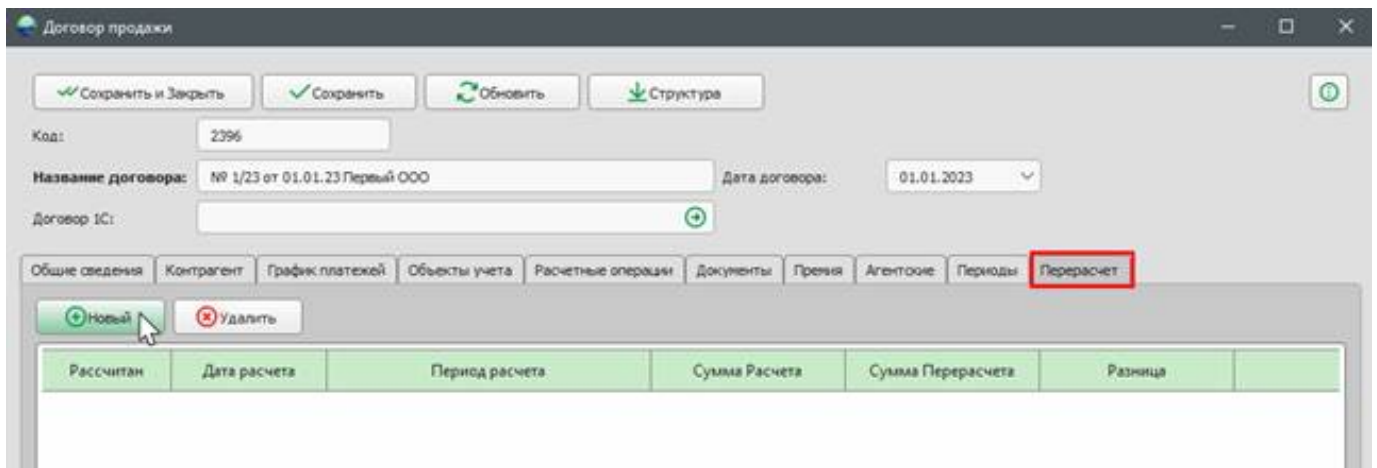 Договор продажи
Сохранить и Закрыть Сохранить Обновить Структура
Код: 2396
Название договора: № 1/23 от 01.01.23 Первый ООО Дата договора: 01.01.2023
Договор 1С:
Общие сведения Контрагент График платежей Объекты учета Расчетные операции Документы Премия Агентские Периоды Перерасчет
Новый Удалить
Рассчитан Дата расчета Период расчета Сумма Расчета Сумма Перерасчета Разница